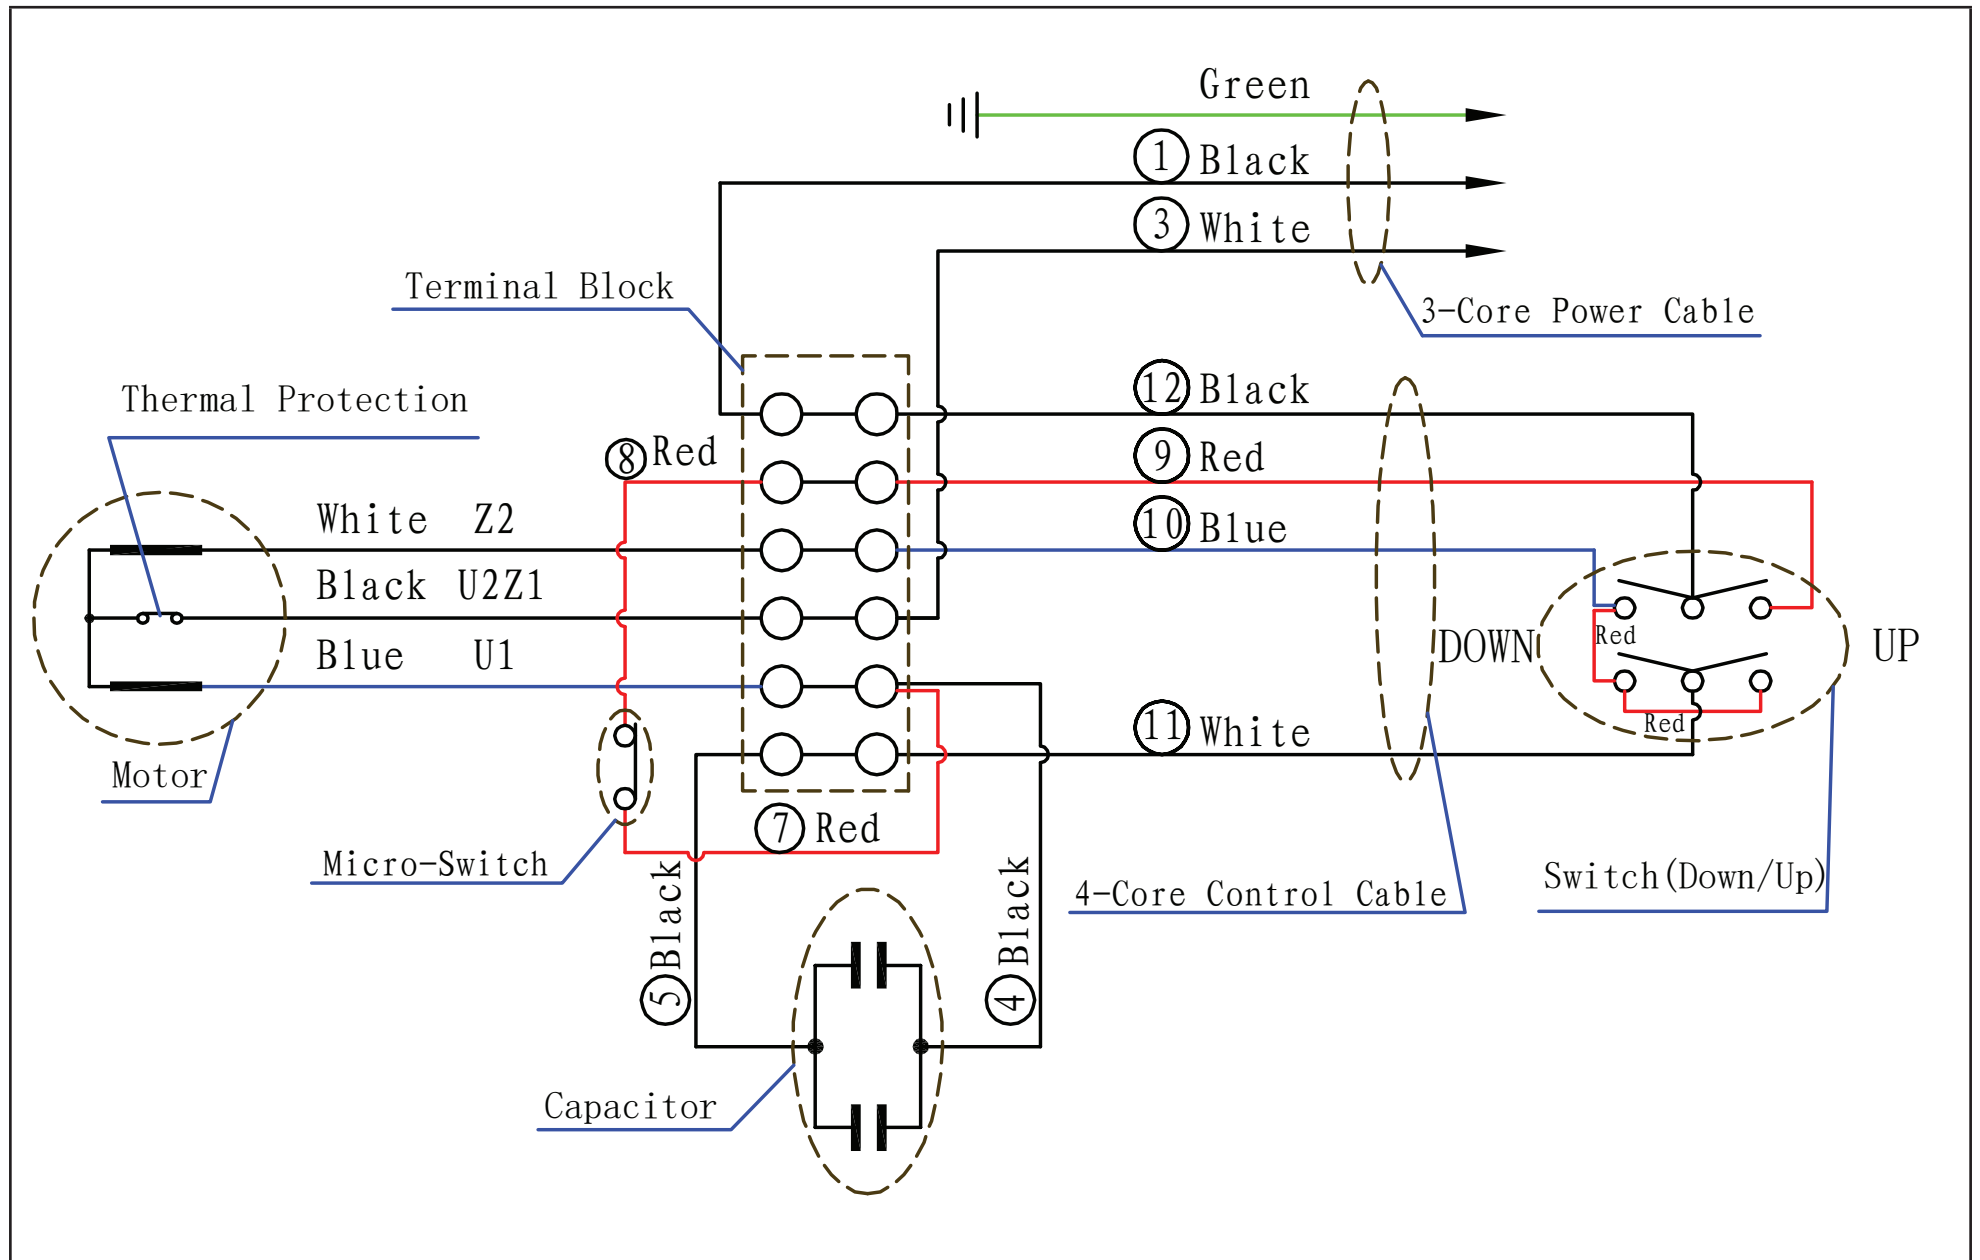 Green
① Black
③ White
Terminal Block
3-Core Power Cable
Thermal Protection
⑫ Black
⑧ Red
⑨ Red
White Z2
⑩ Blue
Black U2Z1
Blue U1
Red
DOWN
UP
Red
⑪ White
Motor
⑦ Red
Micro-Switch
⑤ Black
④ Black
4-Core Control Cable
Switch(Down/Up)
Capacitor